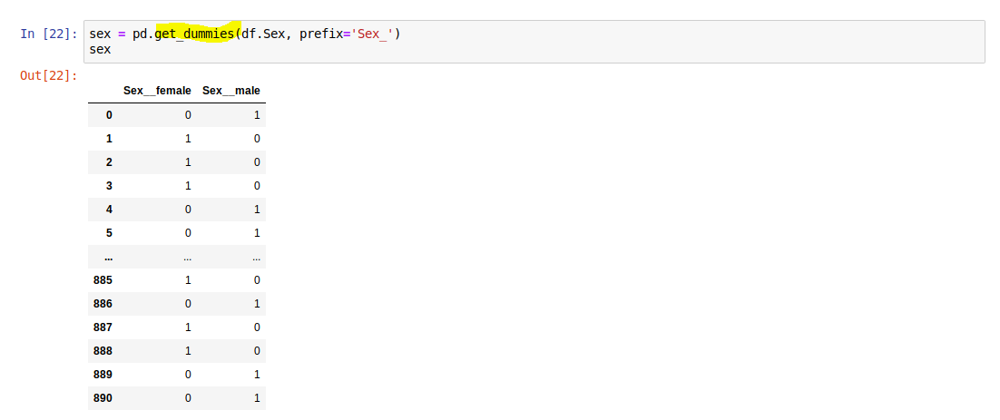 In [22]: sex = pd.get_dummies(df.Sex, prefix='Sex_')
sex
Out[22]:
Sex__female Sex__male
0 0 1
1 1 0
2 1 0
3 1 0
4 0 1
5 0 1
... ... ...
885 1 0
886 0 1
887 1 0
888 1 0
889 0 1
890 0 1